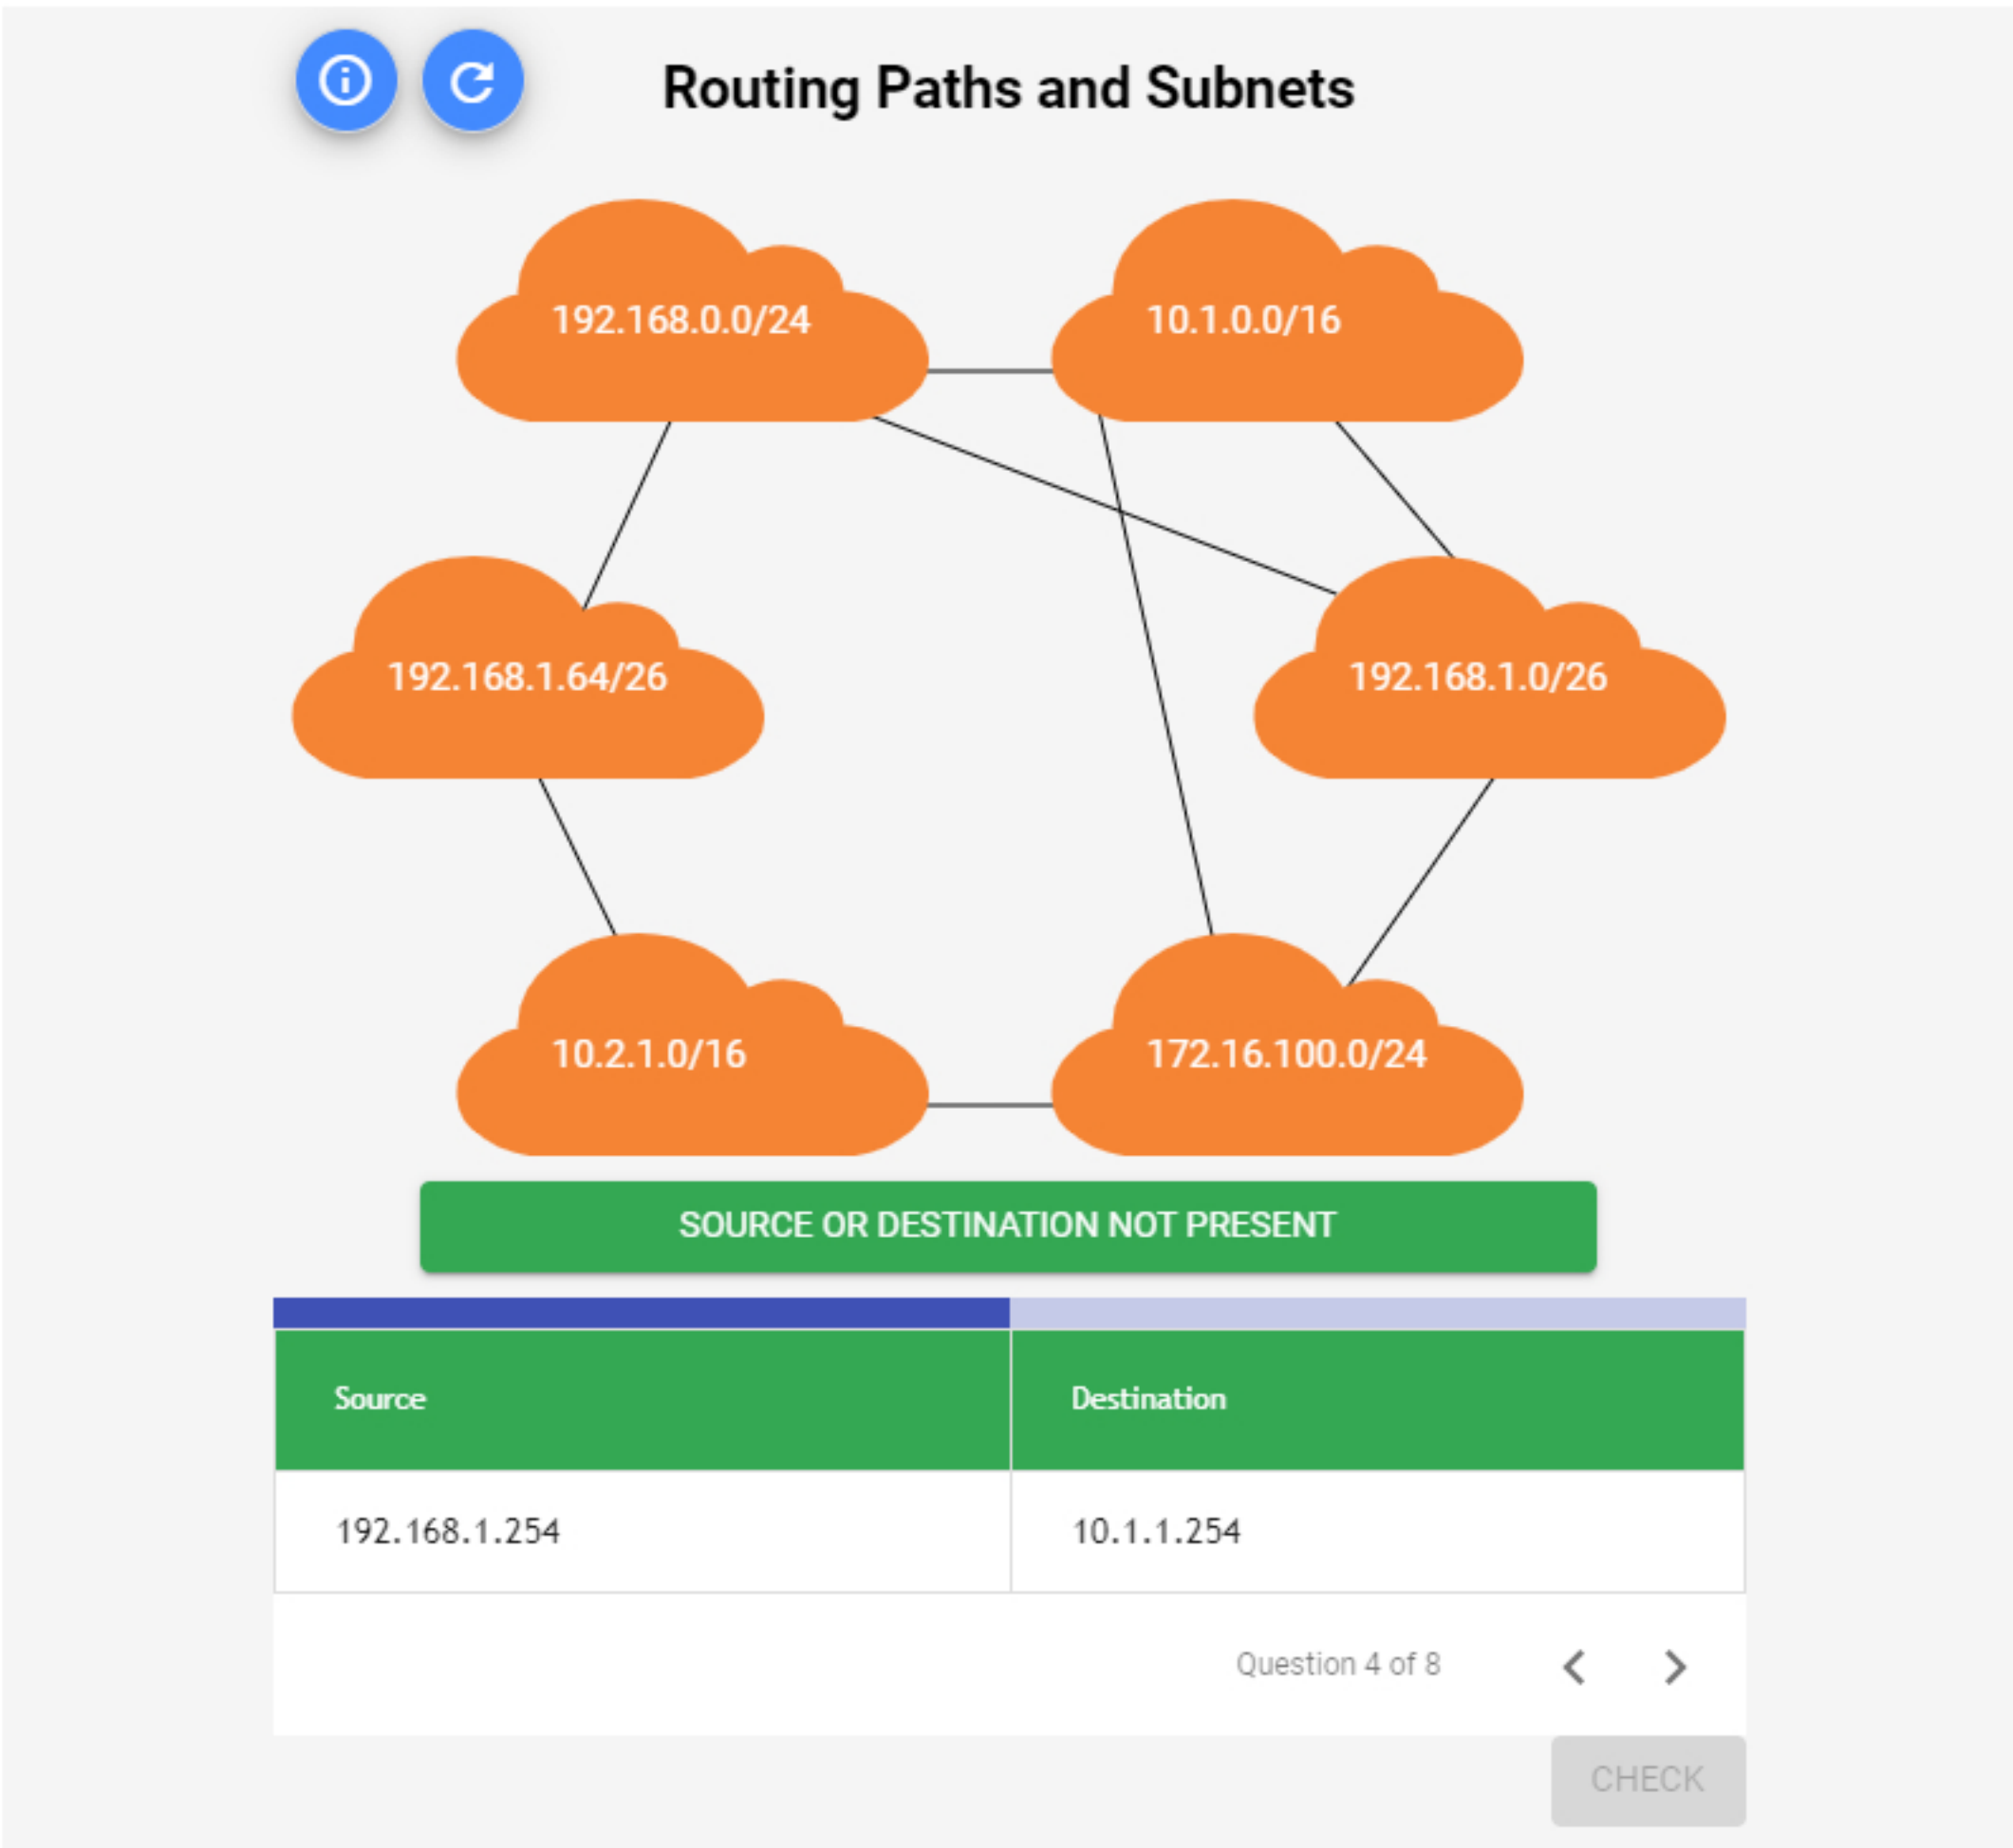 Routing Paths and Subnets
192.168.0.0/24
10.1.0.0/16
192.168.1.64/26
192.168.1.0/26
10.2.1.0/16
172.16.100.0/24
SOURCE OR DESTINATION NOT PRESENT
Source
Destination
192.168.1.254
10.1.1.254
Question 4 of 8
CHECK